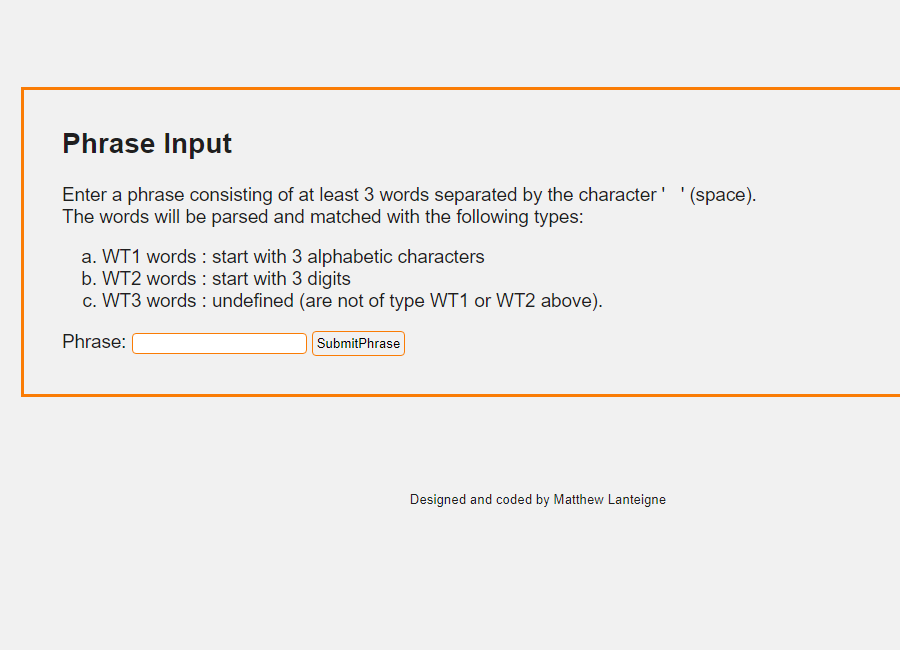 Phrase Input
Enter a phrase consisting of at least 3 words separated by the character '   ' (space).
The words will be parsed and matched with the following types:
a. WT1 words : start with 3 alphabetic characters
b. WT2 words : start with 3 digits
c. WT3 words : undefined (are not of type WT1 or WT2 above).
Phrase: SubmitPhrase
Designed and coded by Matthew Lanteigne